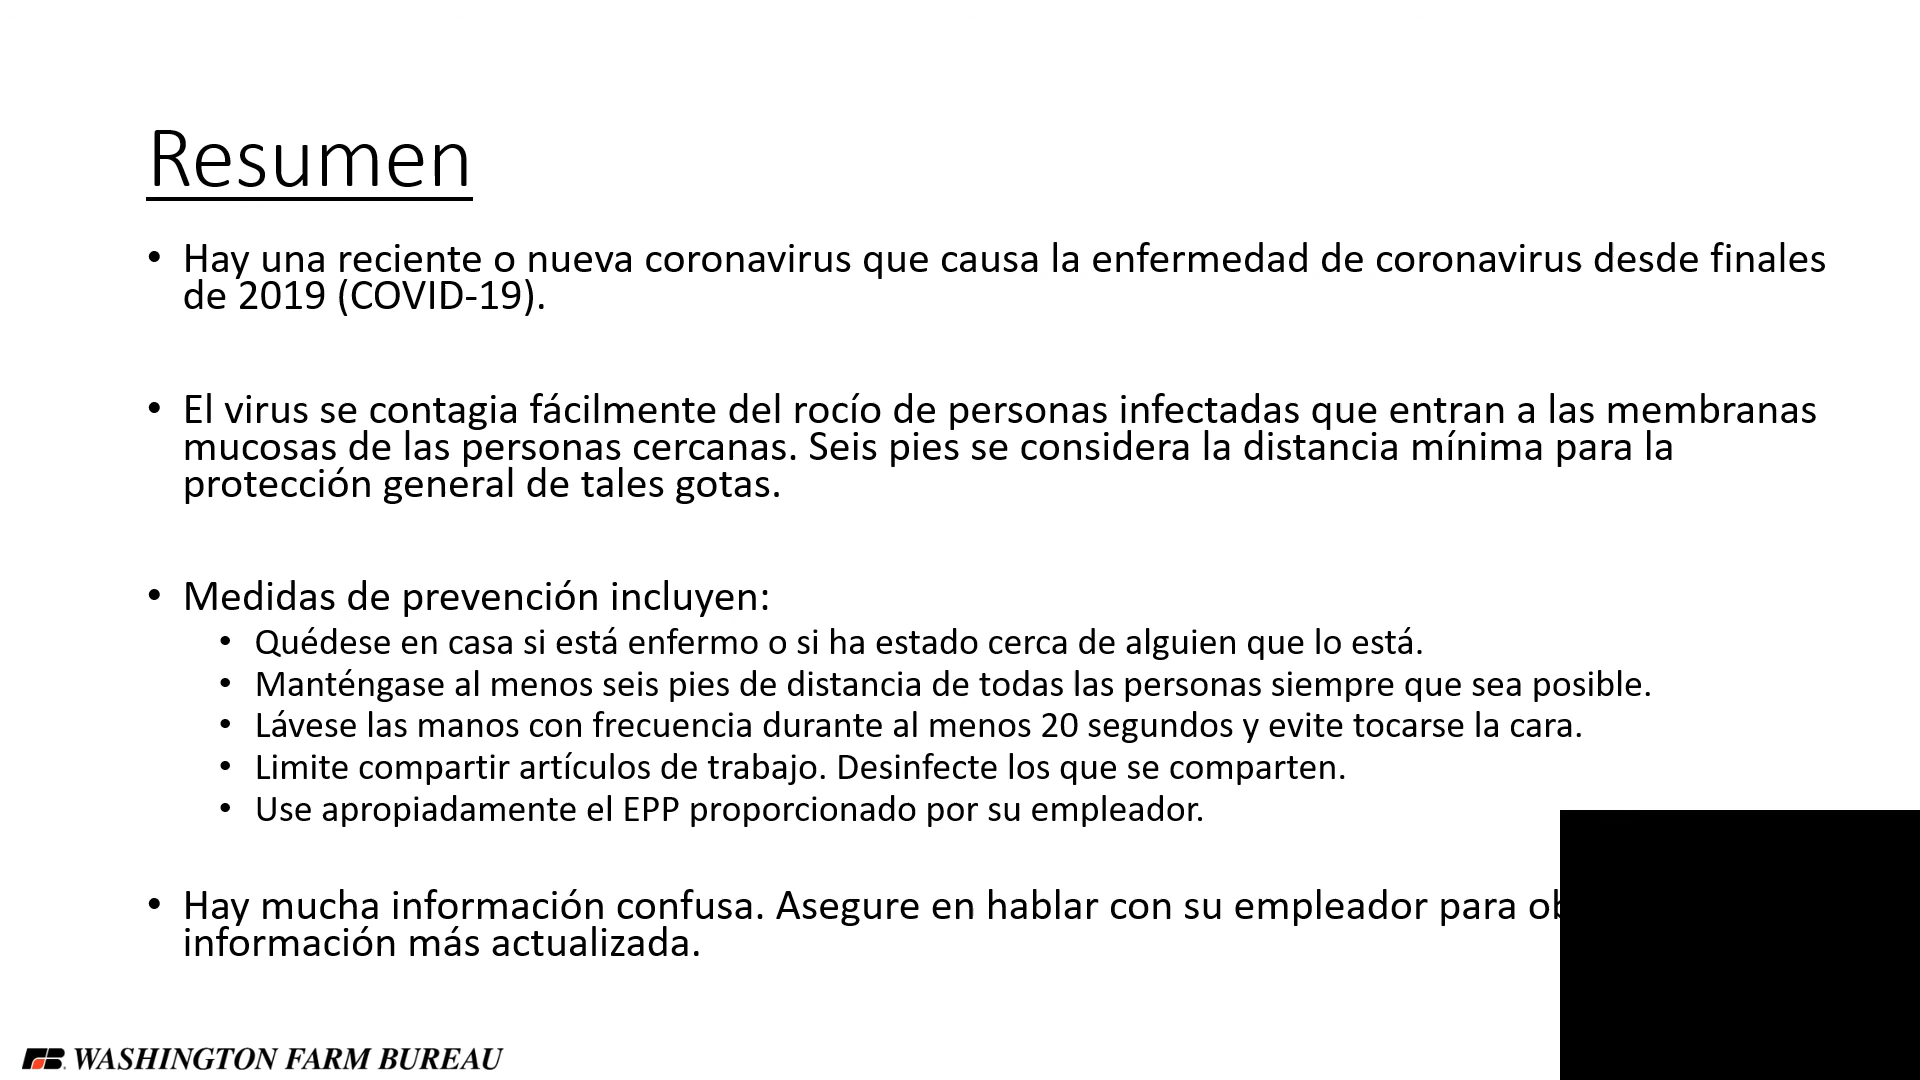 Resumen
• Hay una reciente o nueva coronavirus que causa la enfermedad de coronavirus desde finales
de 2019 (COVID-19).
• El virus se contagia fácilmente del rocío de personas infectadas que entran a las membranas
mucosas de las personas cercanas. Seis pies se considera la distancia mínima para la
protección general de tales gotas.
• Medidas de prevención incluyen:
• Quédese en casa si está enfermo o si ha estado cerca de alguien que lo está.
• Manténgase al menos seis pies de distancia de todas las personas siempre que sea posible.
• Lávese las manos con frecuencia durante al menos 20 segundos y evite tocarse la cara.
• Limite compartir artículos de trabajo. Desinfecte los que se comparten.
• Use apropiadamente el EPP proporcionado por su empleador.
• Hay mucha información confusa. Asegure en hablar con su empleador para
información más actualizada.
WASHINGTON FARM BUREAU